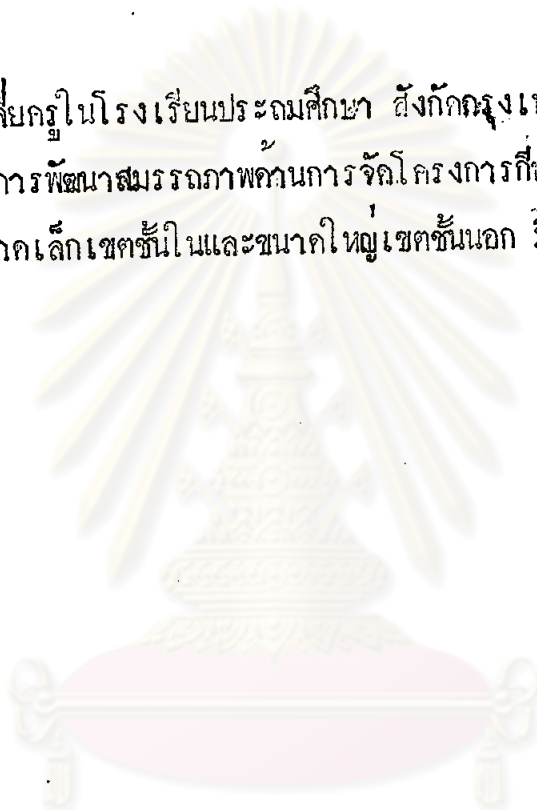 ลี่ยครูในโรงเรียนประถมศึกษา สังกัดกรุงเท
การพัฒนาสมรรถภาพด้านการจัดโครงการที่
าดเล็กเขตชั้นในและขนาดใหญ่เขตชั้นนอก